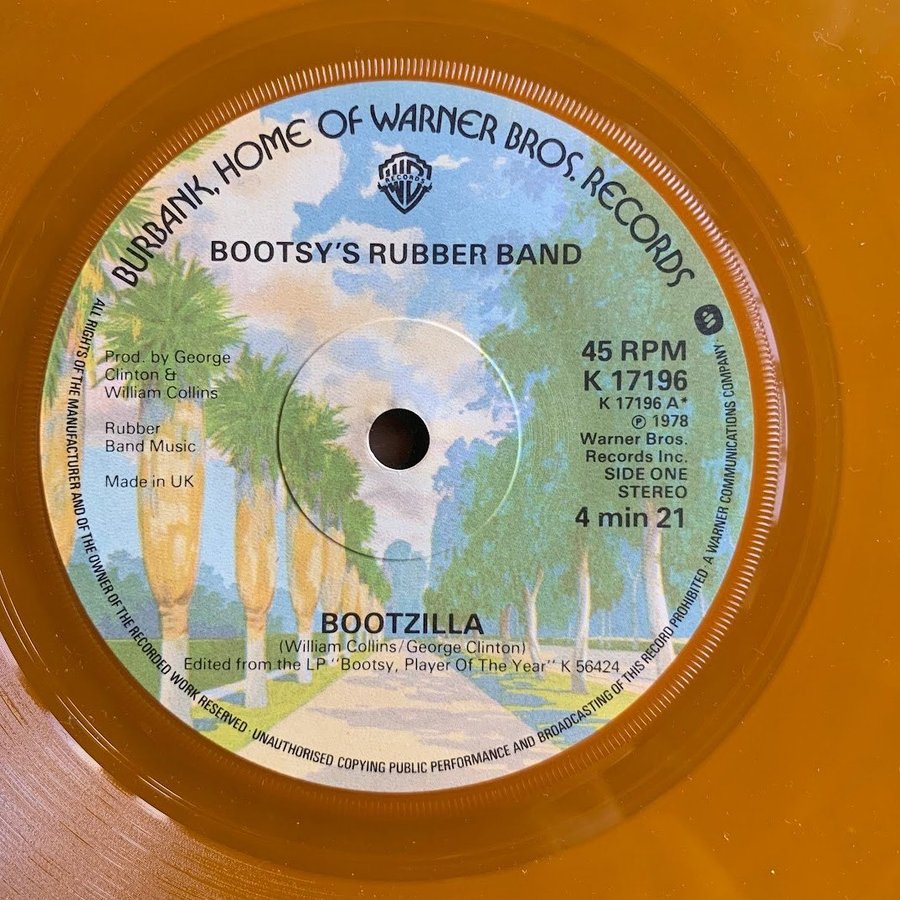 BURBANK, HOME OF WARNER BROS. RECORDS
WB
RECORDS
BOOTSY'S RUBBER BAND
Prod. by George
Clinton &
William Collins
Rubber
Band Music
Made in UK
45 RPM
K 17196
K 17196 A*
℗ 1978
Warner Bros.
Records Inc.
SIDE ONE
STEREO
4 min 21
BOOTZILLA
(William Collins/George Clinton)
Edited from the LP "Bootsy, Player Of The Year" K 56424
ALL RIGHTS OF THE MANUFACTURER AND OF THE OWNER OF THE RECORDED WORK RESERVED · UNAUTHORISED COPYING PUBLIC PERFORMANCE AND BROADCASTING OF THIS RECORD PROHIBITED · A WARNER COMMUNICATIONS COMPANY